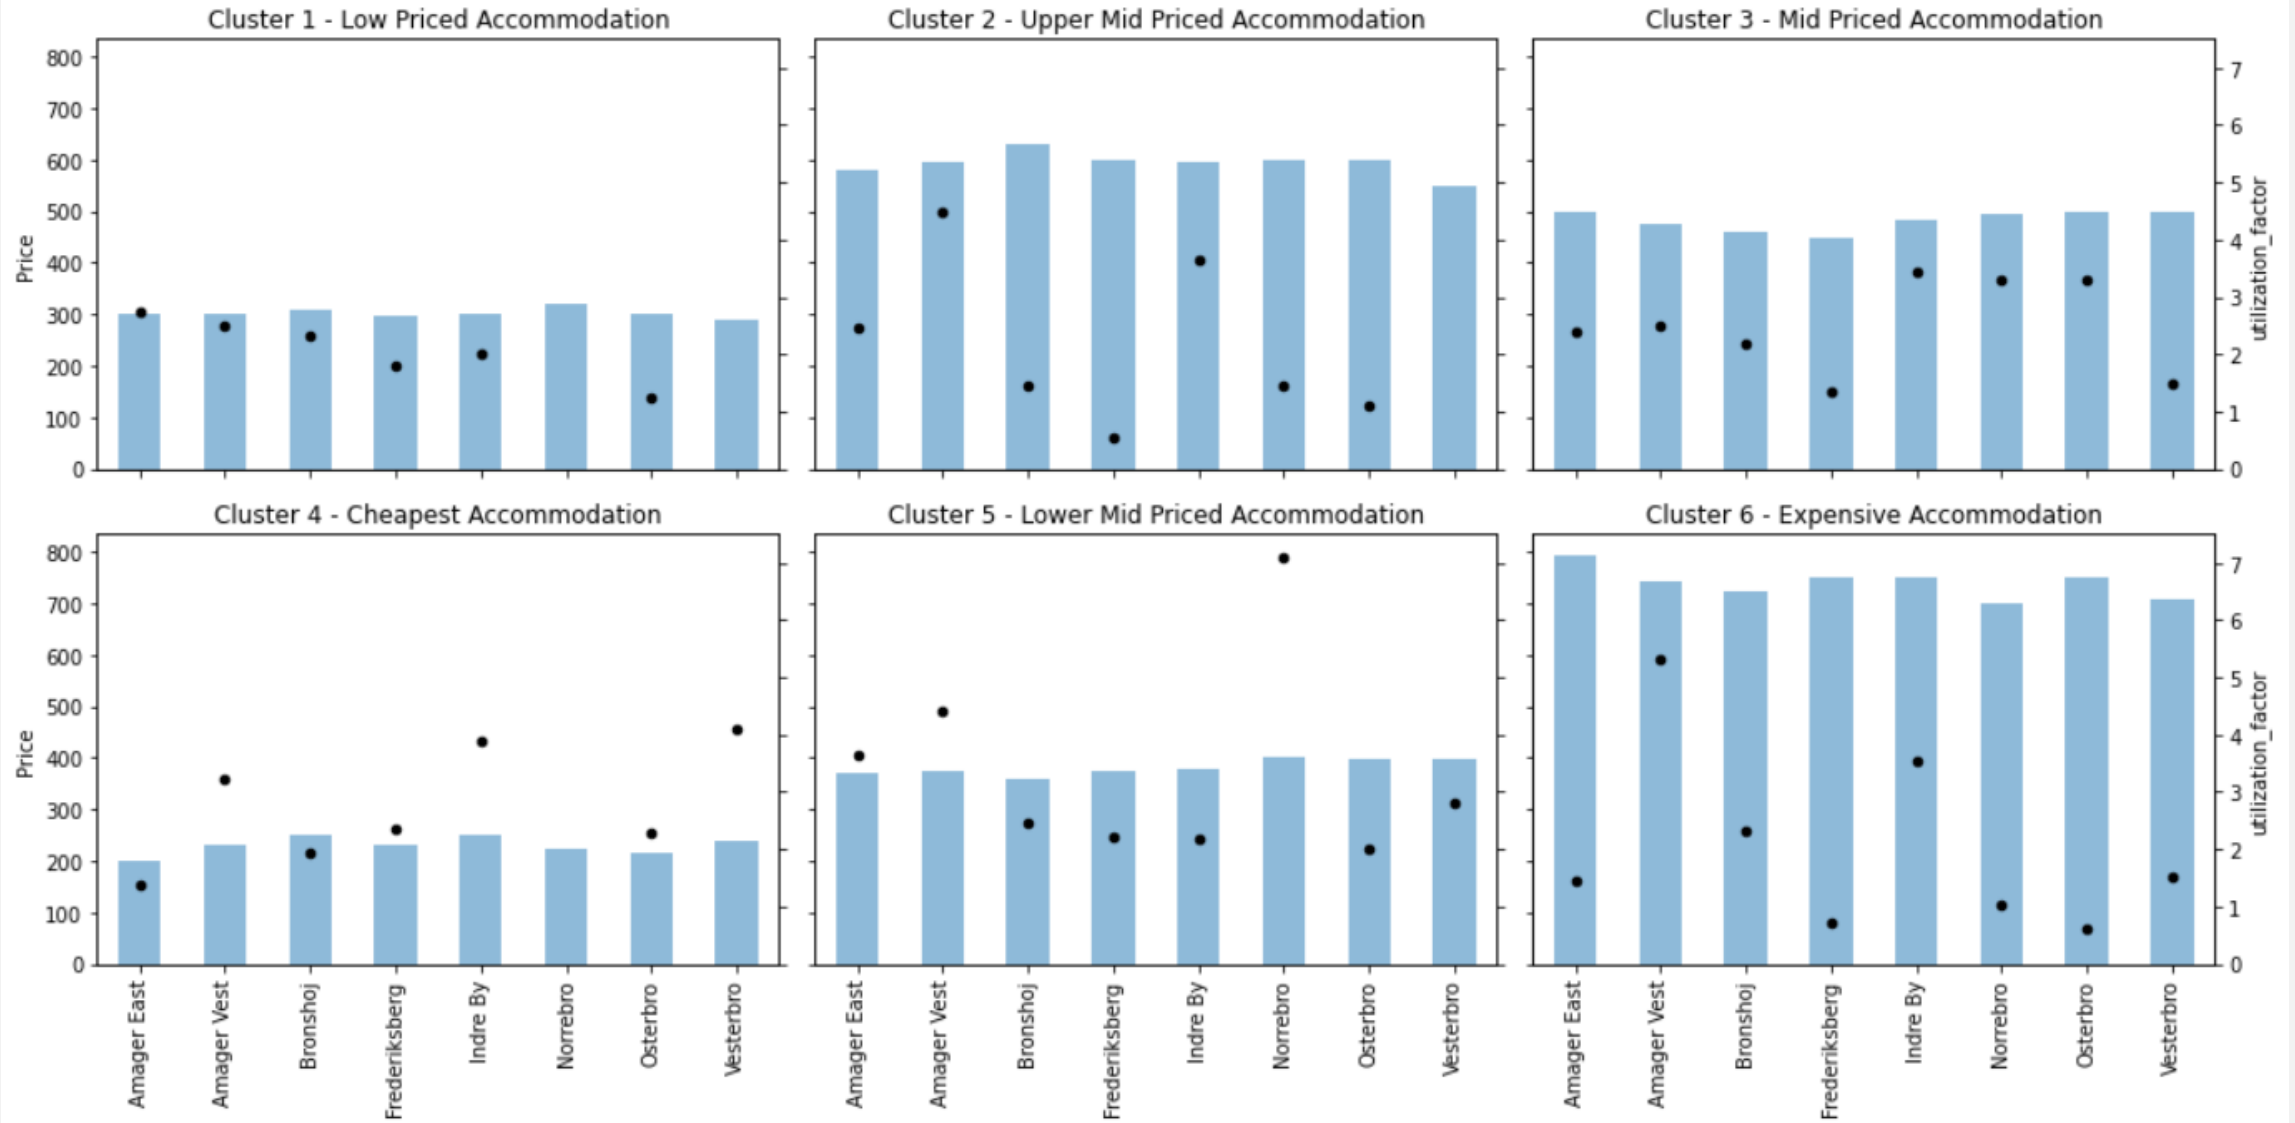 Cluster 1 - Low Priced Accommodation
Cluster 2 - Upper Mid Priced Accommodation
Cluster 3 - Mid Priced Accommodation
800
700
600
500
400
300
200
100
0
Price
7
6
5
4
3
2
1
0
utilization_factor
Cluster 4 - Cheapest Accommodation
Cluster 5 - Lower Mid Priced Accommodation
Cluster 6 - Expensive Accommodation
800
700
600
500
400
300
200
100
0
Price
7
6
5
4
3
2
1
0
utilization_factor
Amager East
Amager Vest
Bronshoj
Frederiksberg
Indre By
Norrebro
Osterbro
Vesterbro
Amager East
Amager Vest
Bronshoj
Frederiksberg
Indre By
Norrebro
Osterbro
Vesterbro
Amager East
Amager Vest
Bronshoj
Frederiksberg
Indre By
Norrebro
Osterbro
Vesterbro